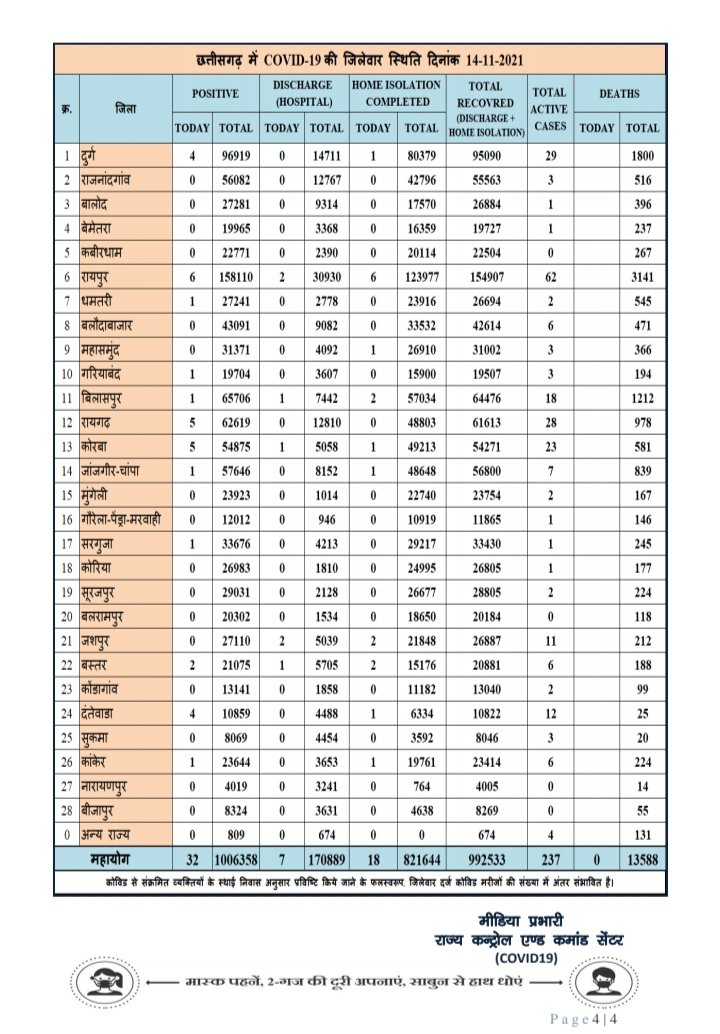 छत्तीसगढ़ में COVID-19 की जिलेवार स्थिति दिनांक 14-11-2021
क्र. जिला POSITIVE DISCHARGE (HOSPITAL) HOME ISOLATION COMPLETED TOTAL RECOVRED (DISCHARGE + HOME ISOLATION) TOTAL ACTIVE CASES DEATHS
TODAY TOTAL TODAY TOTAL TODAY TOTAL TODAY TOTAL
1 दुर्ग 4 96919 0 14711 1 80379 95090 29 1800
2 राजनांदगांव 0 56082 0 12767 0 42796 55563 3 516
3 बालोद 0 27281 0 9314 0 17570 26884 1 396
4 बेमेतरा 0 19965 0 3368 0 16359 19727 1 237
5 कबीरधाम 0 22771 0 2390 0 20114 22504 0 267
6 रायपुर 6 158110 2 30930 6 123977 154907 62 3141
7 धमतरी 1 27241 0 2778 0 23916 26694 2 545
8 बलौदाबाजार 0 43091 0 9082 0 33532 42614 6 471
9 महासमुंद 0 31371 0 4092 1 26910 31002 3 366
10 गरियाबंद 1 19704 0 3607 0 15900 19507 3 194
11 बिलासपुर 1 65706 1 7442 2 57034 64476 18 1212
12 रायगढ़ 5 62619 0 12810 0 48803 61613 28 978
13 कोरबा 5 54875 1 5058 1 49213 54271 23 581
14 जांजगीर-चांपा 1 57646 0 8152 1 48648 56800 7 839
15 मुंगेली 0 23923 0 1014 0 22740 23754 2 167
16 गौरेला-पेंड्रा-मरवाही 0 12012 0 946 0 10919 11865 1 146
17 सरगुजा 1 33676 0 4213 0 29217 33430 1 245
18 कोरिया 0 26983 0 1810 0 24995 26805 1 177
19 सूरजपुर 0 29031 0 2128 0 26677 28805 2 224
20 बलरामपुर 0 20302 0 1534 0 18650 20184 0 118
21 जशपुर 0 27110 2 5039 2 21848 26887 11 212
22 बस्तर 2 21075 1 5705 2 15176 20881 6 188
23 कोंडागांव 0 13141 0 1858 0 11182 13040 2 99
24 दंतेवाडा 4 10859 0 4488 1 6334 10822 12 25
25 सुकमा 0 8069 0 4454 0 3592 8046 3 20
26 कांकेर 1 23644 0 3653 1 19761 23414 6 224
27 नारायणपुर 0 4019 0 3241 0 764 4005 0 14
28 बीजापुर 0 8324 0 3631 0 4638 8269 0 55
0 अन्य राज्य 0 809 0 674 0 0 674 4 131
महायोग 32 1006358 7 170889 18 821644 992533 237 0 13588
कोविड से संक्रमित व्यक्तियों के स्थाई निवास अनुसार प्रविष्टि किये जाने के फलस्वरूप, जिलेवार दर्ज कोविड मरीजों की संख्या में अंतर संभावित है।
मीडिया प्रभारी
राज्य कन्ट्रोल एण्ड कमांड सेंटर
(COVID19)
मास्क पहनें, 2-गज की दूरी अपनाएं, साबुन से हाथ धोएं
Page 4|4